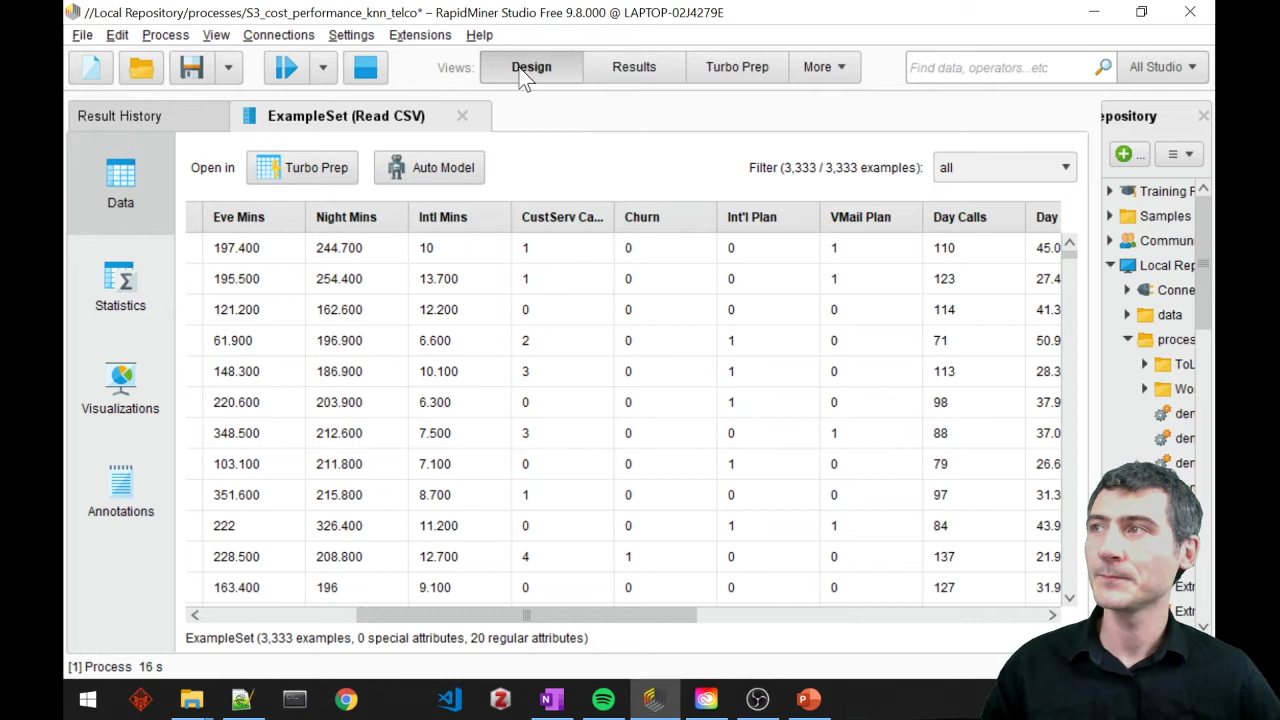 //Local Repository/processes/S3_cost_performance_knn_telco* – RapidMiner Studio Free 9.8.000 @ LAPTOP-02J4279E
File Edit Process View Connections Settings Extensions Help
Views: Design Results Turbo Prep More Find data, operators...etc All Studio
Result History ExampleSet (Read CSV) epository
Open in Turbo Prep Auto Model Filter (3,333 / 3,333 examples): all ...
Data
Statistics
Visualizations
Annotations
Eve Mins Night Mins Intl Mins CustServ Ca... Churn Int'l Plan VMail Plan Day Calls Day
197.400 244.700 10 1 0 0 1 110 45.0
195.500 254.400 13.700 1 0 0 1 123 27.4
121.200 162.600 12.200 0 0 0 0 114 41.3
61.900 196.900 6.600 2 0 1 0 71 50.9
148.300 186.900 10.100 3 0 1 0 113 28.3
220.600 203.900 6.300 0 0 1 0 98 37.9
348.500 212.600 7.500 3 0 0 1 88 37.0
103.100 211.800 7.100 0 0 1 0 79 26.6
351.600 215.800 8.700 1 0 0 0 97 31.3
222 326.400 11.200 0 0 1 1 84 43.9
228.500 208.800 12.700 4 1 0 0 137 21.9
163.400 196 9.100 0 0 0 0 127 31.9
Training R
Samples
Commun
Local Rep
Conne
data
proces
ToL
Wo
der
der
der
Extr
Extr
ExampleSet (3,333 examples, 0 special attributes, 20 regular attributes)
[1] Process 16 s